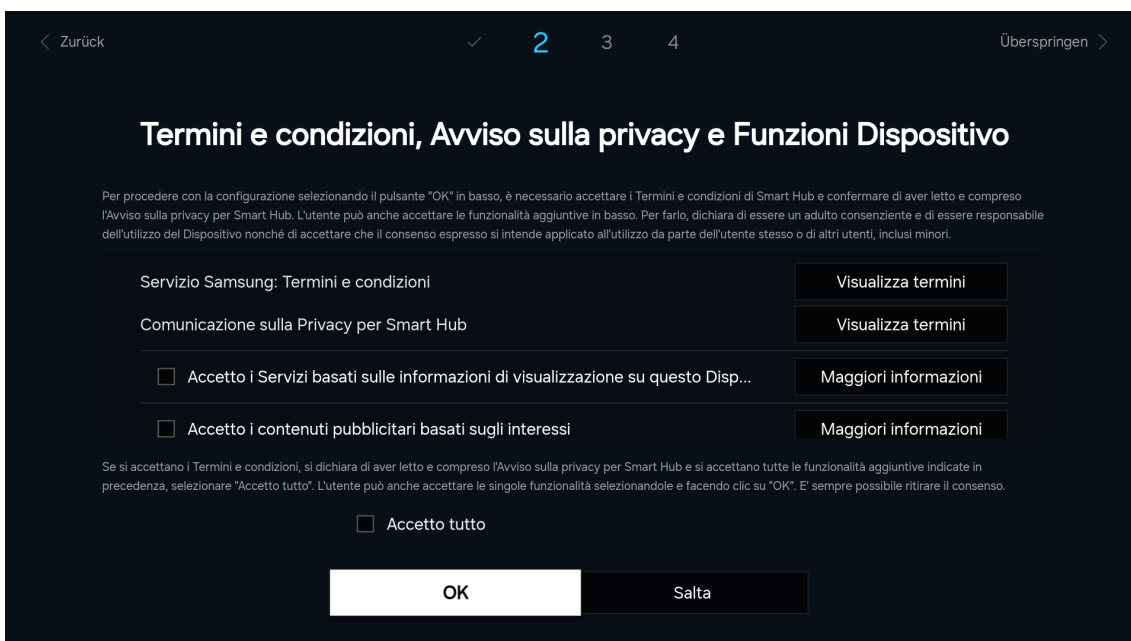 Zurück
2 3 4
Überspringen
Termini e condizioni, Avviso sulla privacy e Funzioni Dispositivo
Per procedere con la configurazione selezionando il pulsante "OK" in basso, è necessario accettare i Termini e condizioni di Smart Hub e confermare di aver letto e compreso
l'Avviso sulla privacy per Smart Hub. L'utente può anche accettare le funzionalità aggiuntive in basso. Per farlo, dichiara di essere un adulto consenziente e di essere responsabile
dell'utilizzo del Dispositivo nonché di accettare che il consenso espresso si intende applicato all'utilizzo da parte dell'utente stesso o di altri utenti, inclusi minori.
Servizio Samsung: Termini e condizioni
Visualizza termini
Comunicazione sulla Privacy per Smart Hub
Visualizza termini
Accetto i Servizi basati sulle informazioni di visualizzazione su questo Disp...
Maggiori informazioni
Accetto i contenuti pubblicitari basati sugli interessi
Maggiori informazioni
Se si accettano i Termini e condizioni, si dichiara di aver letto e compreso l'Avviso sulla privacy per Smart Hub e si accettano tutte le funzionalità aggiuntive indicate in
precedenza, selezionare "Accetto tutto". L'utente può anche accettare le singole funzionalità selezionandole e facendo clic su "OK". E' sempre possibile ritirare il consenso.
Accetto tutto
OK
Salta